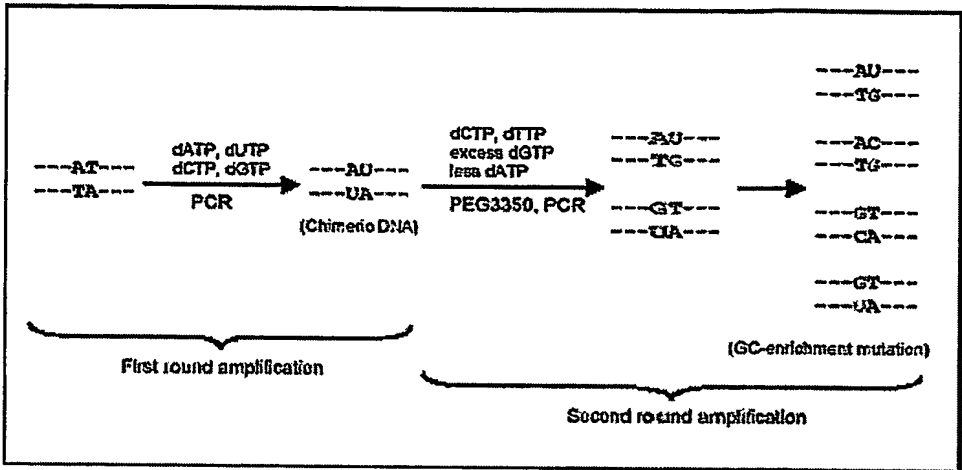 ---AT---
---TA---
dATP, dUTP
dCTP, dGTP
PCR
---AU---
---UA---
(Chimeric DNA)
dCTP, dTTP
excess dGTP
less dATP
PEG3350, PCR
---AU---
---TG---
---GT---
---UA---
---AU---
---TG---
---AC---
---TG---
---GT---
---CA---
---GT---
---UA---
(GC-enrichment mutation)
First round amplification
Second round amplification